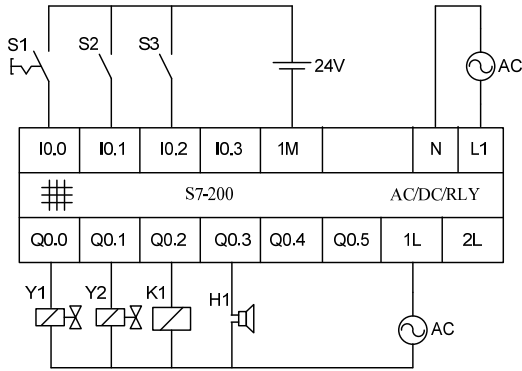 S1 S2 S3 24V AC
I0.0 I0.1 I0.2 I0.3 1M N L1
S7-200 AC/DC/RLY
Q0.0 Q0.1 Q0.2 Q0.3 Q0.4 Q0.5 1L 2L
Y1 Y2 K1 H1 AC